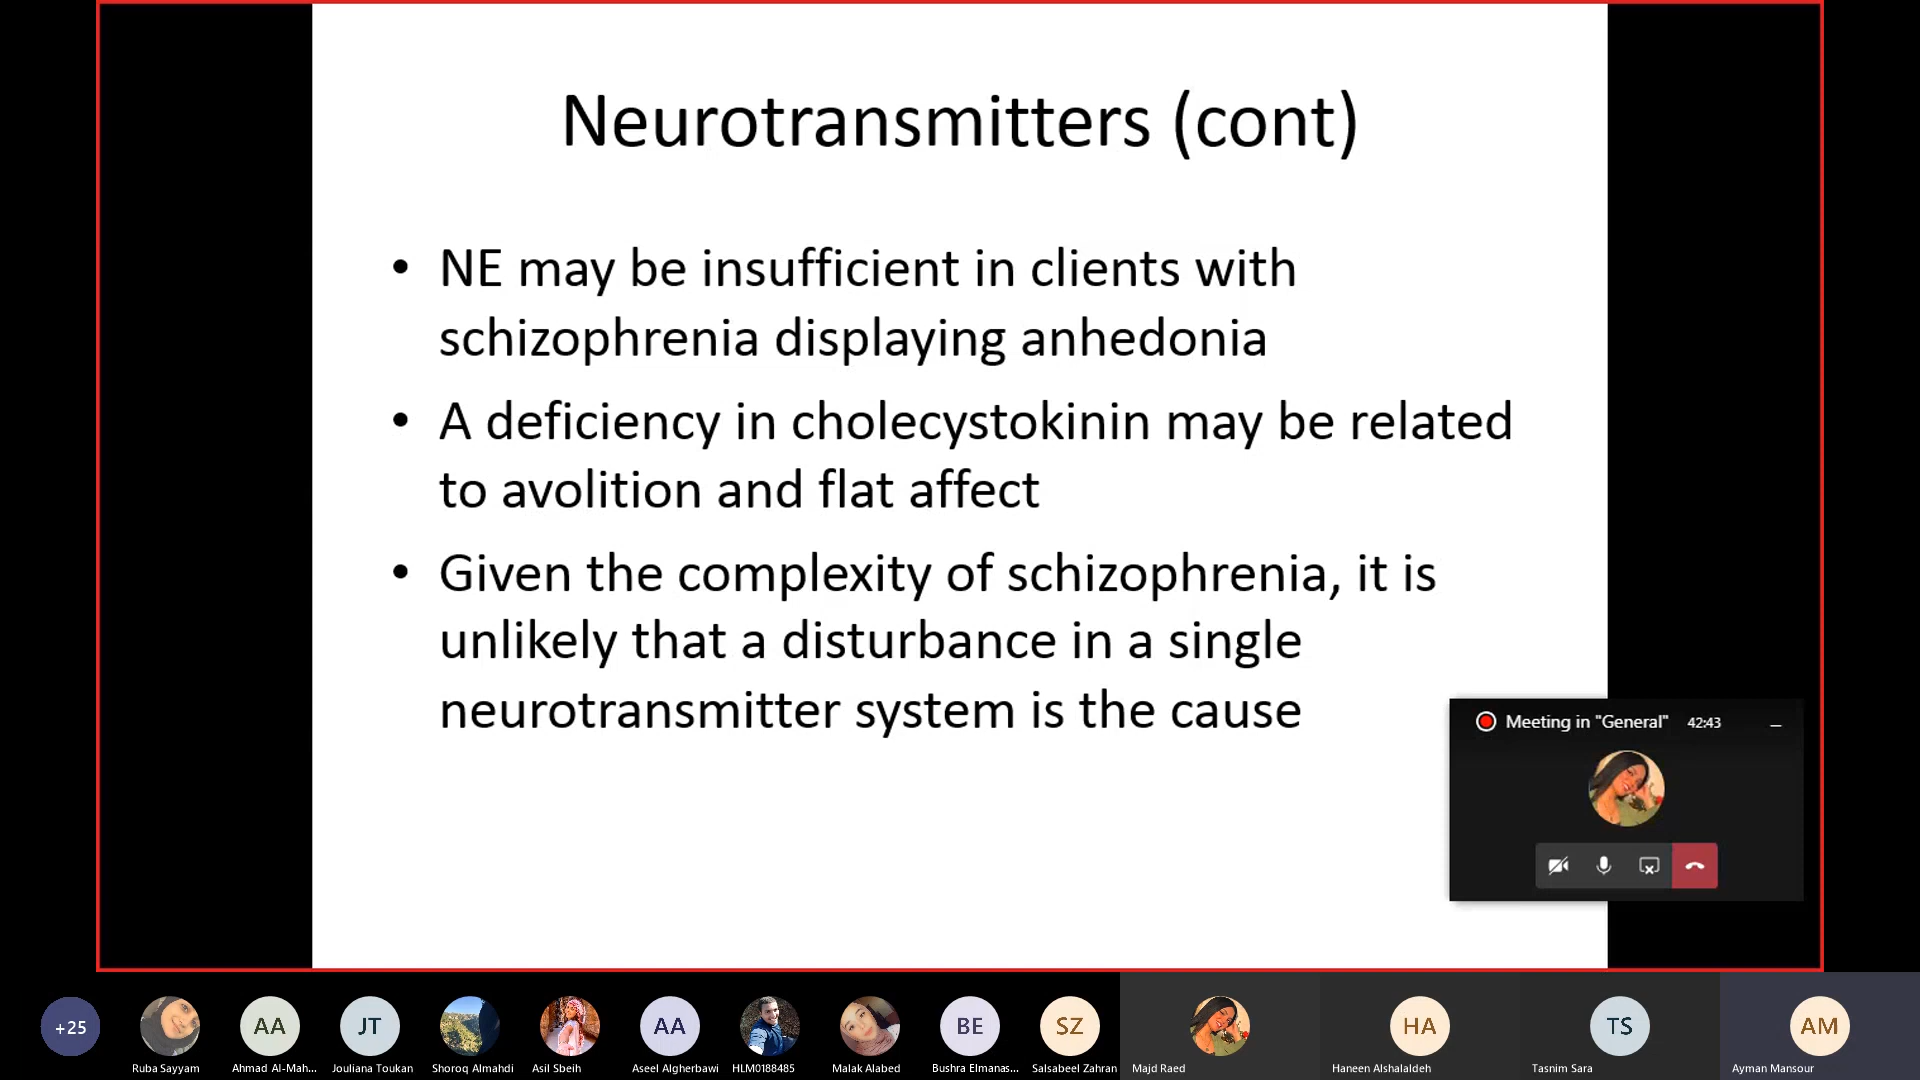 Neurotransmitters (cont)
• NE may be insufficient in clients with
schizophrenia displaying anhedonia
• A deficiency in cholecystokinin may be related
to avolition and flat affect
• Given the complexity of schizophrenia, it is
unlikely that a disturbance in a single
neurotransmitter system is the cause
Meeting in "General" 42:43
+25
AA
JT
AA
BE
SZ
HA
TS
AM
Ruba Sayyam
Ahmad Al-Mah...
Jouliana Toukan
Shoroq Almahdi
Asil Sbeih
Aseel Algherbawi
HLM0188485
Malak Alabed
Bushra Elmanas...
Salsabeel Zahran
Majd Raed
Haneen Alshalaldeh
Tasnim Sara
Ayman Mansour